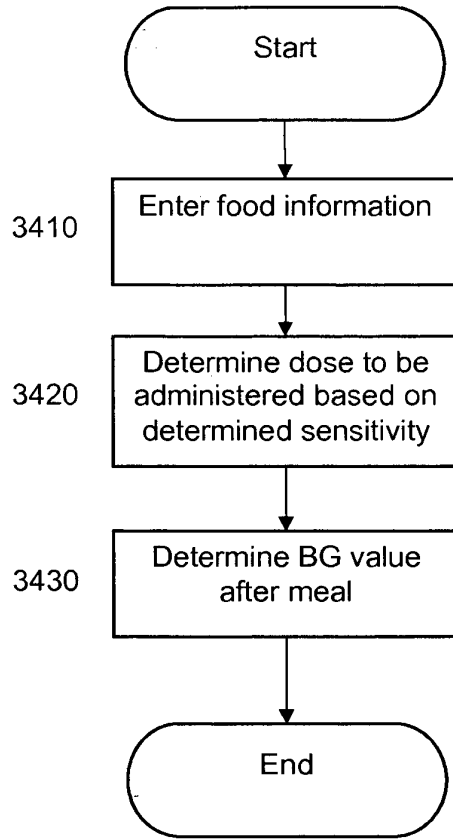 Start
3410
Enter food information
3420
Determine dose to be
administered based on
determined sensitivity
3430
Determine BG value
after meal
End